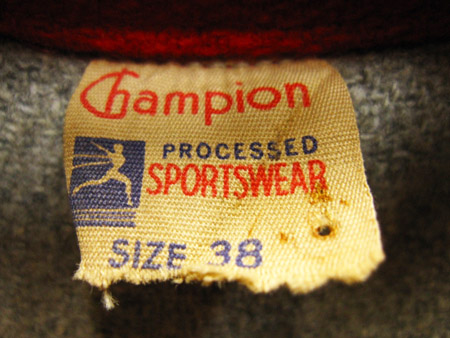 Champion
PROCESSED
SPORTSWEAR
SIZE 38